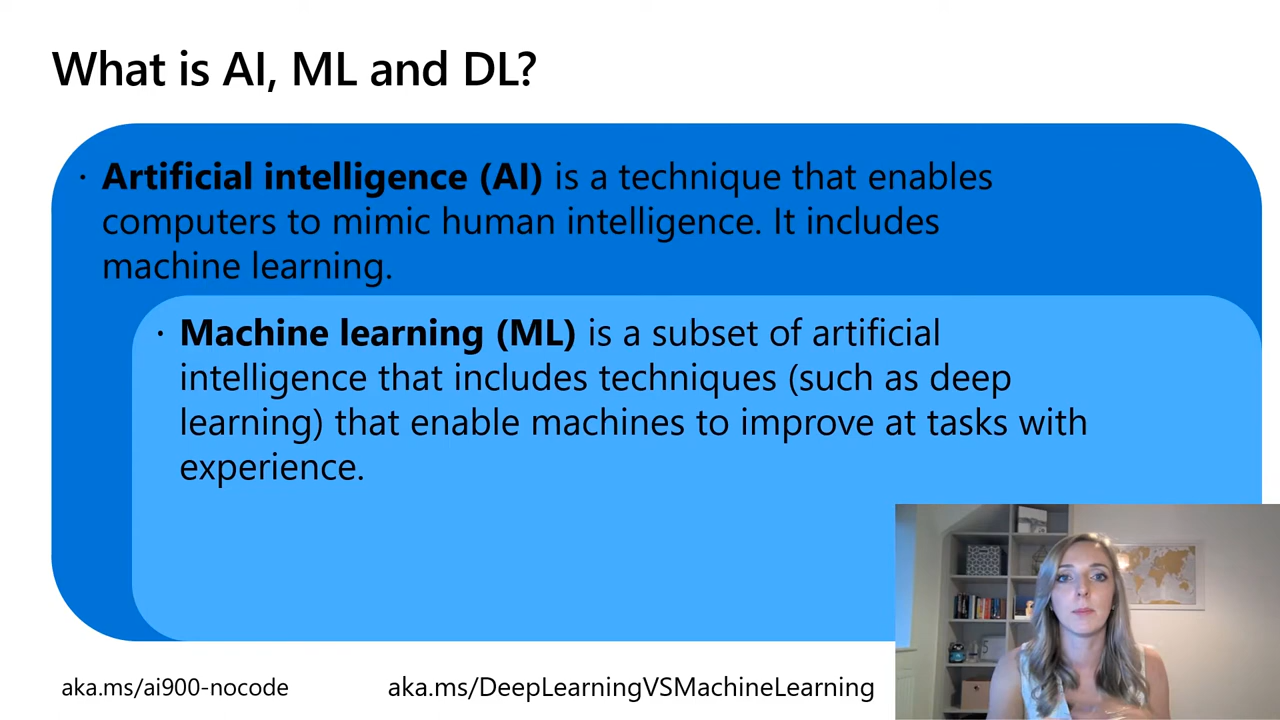 What is AI, ML and DL?
· Artificial intelligence (AI) is a technique that enables
computers to mimic human intelligence. It includes
machine learning.
· Machine learning (ML) is a subset of artificial
intelligence that includes techniques (such as deep
learning) that enable machines to improve at tasks with
experience.
aka.ms/ai900-nocode
aka.ms/DeepLearningVSMachineLearning